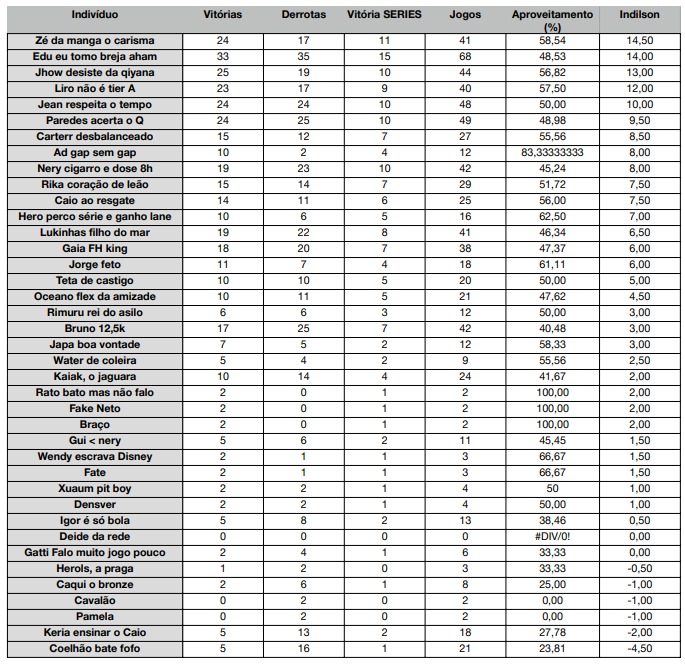 Indivíduo Vitórias Derrotas Vitória SERIES Jogos Aproveitamento (%) Indilson
Zé da manga o carisma 24 17 11 41 58,54 14,50
Edu eu tomo breja aham 33 35 15 68 48,53 14,00
Jhow desiste da qiyana 25 19 10 44 56,82 13,00
Liro não é tier A 23 17 9 40 57,50 12,00
Jean respeita o tempo 24 24 10 48 50,00 10,00
Paredes acerta o Q 24 25 10 49 48,98 9,50
Carterr desbalanceado 15 12 7 27 55,56 8,50
Ad gap sem gap 10 2 4 12 83,33333333 8,00
Nery cigarro e dose 8h 19 23 10 42 45,24 8,00
Rika coração de leão 15 14 7 29 51,72 7,50
Caio ao resgate 14 11 6 25 56,00 7,50
Hero perco série e ganho lane 10 6 5 16 62,50 7,00
Lukinhas filho do mar 19 22 8 41 46,34 6,50
Gaia FH king 18 20 7 38 47,37 6,00
Jorge feto 11 7 4 18 61,11 6,00
Teta de castigo 10 10 5 20 50,00 5,00
Oceano flex da amizade 10 11 5 21 47,62 4,50
Rimuru rei do asilo 6 6 3 12 50,00 3,00
Bruno 12,5k 17 25 7 42 40,48 3,00
Japa boa vontade 7 5 2 12 58,33 3,00
Water de coleira 5 4 2 9 55,56 2,50
Kaiak, o jaguara 10 14 4 24 41,67 2,00
Rato bato mas não falo 2 0 1 2 100,00 2,00
Fake Neto 2 0 1 2 100,00 2,00
Braço 2 0 1 2 100,00 2,00
Gui < nery 5 6 2 11 45,45 1,50
Wendy escrava Disney 2 1 1 3 66,67 1,50
Fate 2 1 1 3 66,67 1,50
Xuaum pit boy 2 2 1 4 50 1,00
Densver 2 2 1 4 50,00 1,00
Igor é só bola 5 8 2 13 38,46 0,50
Deide da rede 0 0 0 0 #DIV/0! 0,00
Gatti Falo muito jogo pouco 2 4 1 6 33,33 0,00
Herols, a praga 1 2 0 3 33,33 -0,50
Caqui o bronze 2 6 1 8 25,00 -1,00
Cavalão 0 2 0 2 0,00 -1,00
Pamela 0 2 0 2 0,00 -1,00
Keria ensinar o Caio 5 13 2 18 27,78 -2,00
Coelhão bate fofo 5 16 1 21 23,81 -4,50